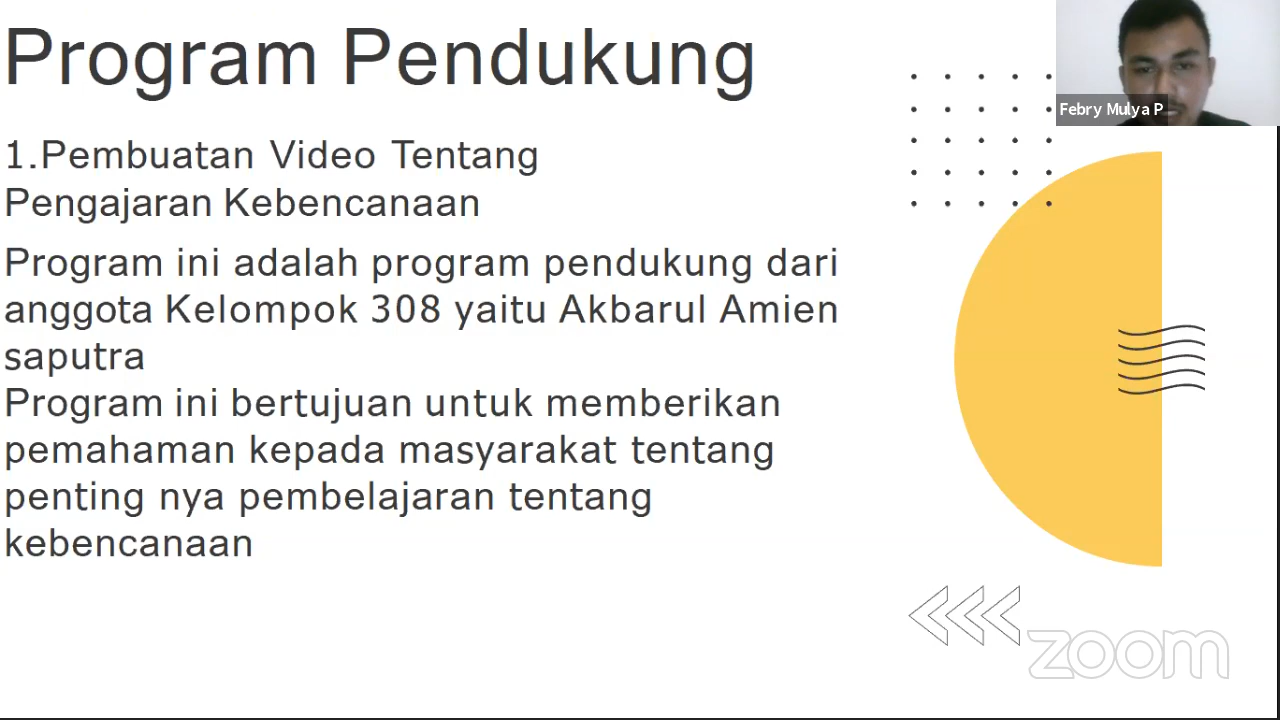 Program Pendukung
Febry Mulya P
1.Pembuatan Video Tentang
Pengajaran Kebencanaan
Program ini adalah program pendukung dari
anggota Kelompok 308 yaitu Akbarul Amien
saputra
Program ini bertujuan untuk memberikan
pemahaman kepada masyarakat tentang
penting nya pembelajaran tentang
kebencanaan
zoom